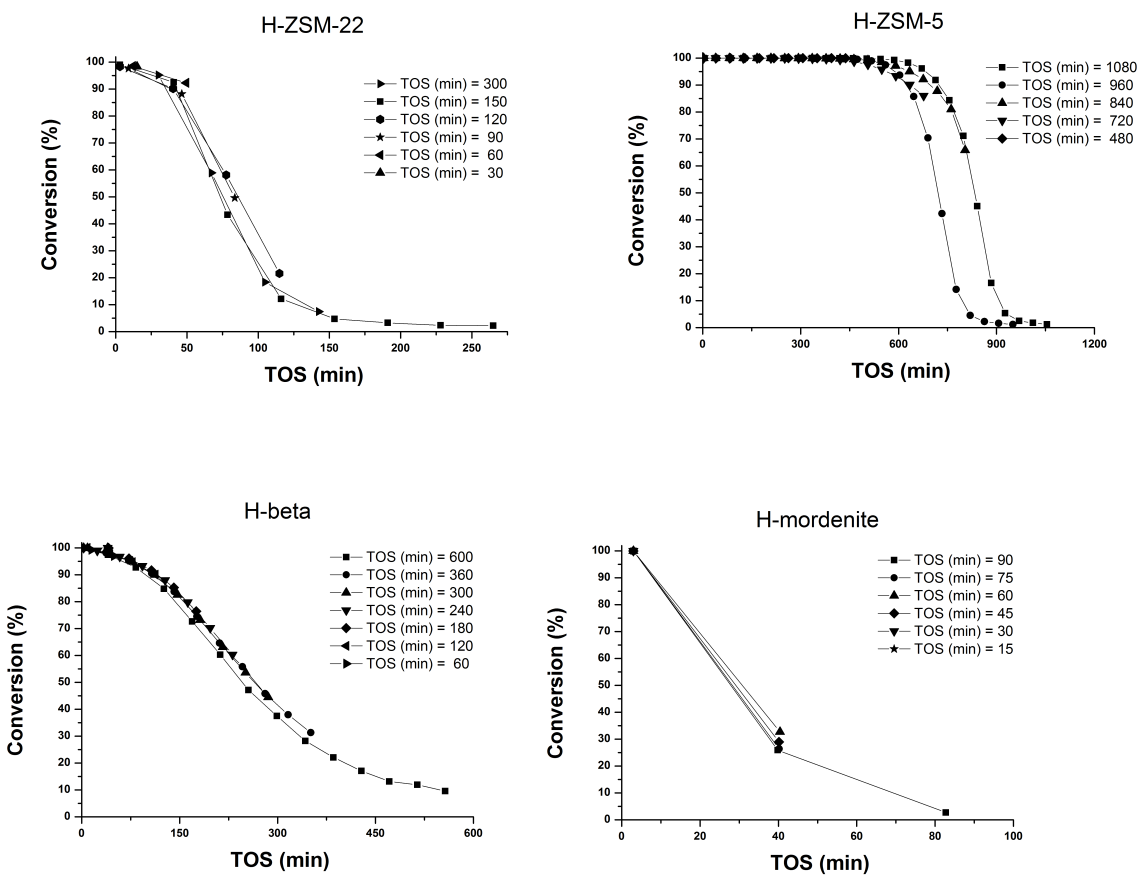 H-ZSM-22
100
90
80
70
60
50
40
30
20
10
0
Conversion (%)
0
50
100
150
200
250
TOS (min)
TOS (min) = 300
TOS (min) = 150
TOS (min) = 120
TOS (min) = 90
TOS (min) = 60
TOS (min) = 30
H-ZSM-5
100
90
80
70
60
50
40
30
20
10
0
Conversion (%)
0
300
600
900
1200
TOS (min)
TOS (min) = 1080
TOS (min) = 960
TOS (min) = 840
TOS (min) = 720
TOS (min) = 480
H-beta
100
90
80
70
60
50
40
30
20
10
0
Conversion (%)
0
150
300
450
600
TOS (min)
TOS (min) = 600
TOS (min) = 360
TOS (min) = 300
TOS (min) = 240
TOS (min) = 180
TOS (min) = 120
TOS (min) = 60
H-mordenite
100
90
80
70
60
50
40
30
20
10
0
Conversion (%)
0
20
40
60
80
100
TOS (min)
TOS (min) = 90
TOS (min) = 75
TOS (min) = 60
TOS (min) = 45
TOS (min) = 30
TOS (min) = 15